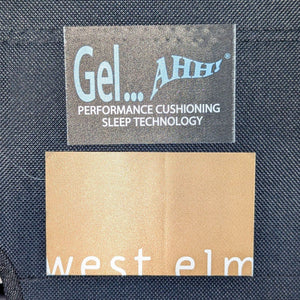 Gel... AHH!®
PERFORMANCE CUSHIONING
SLEEP TECHNOLOGY
west elm